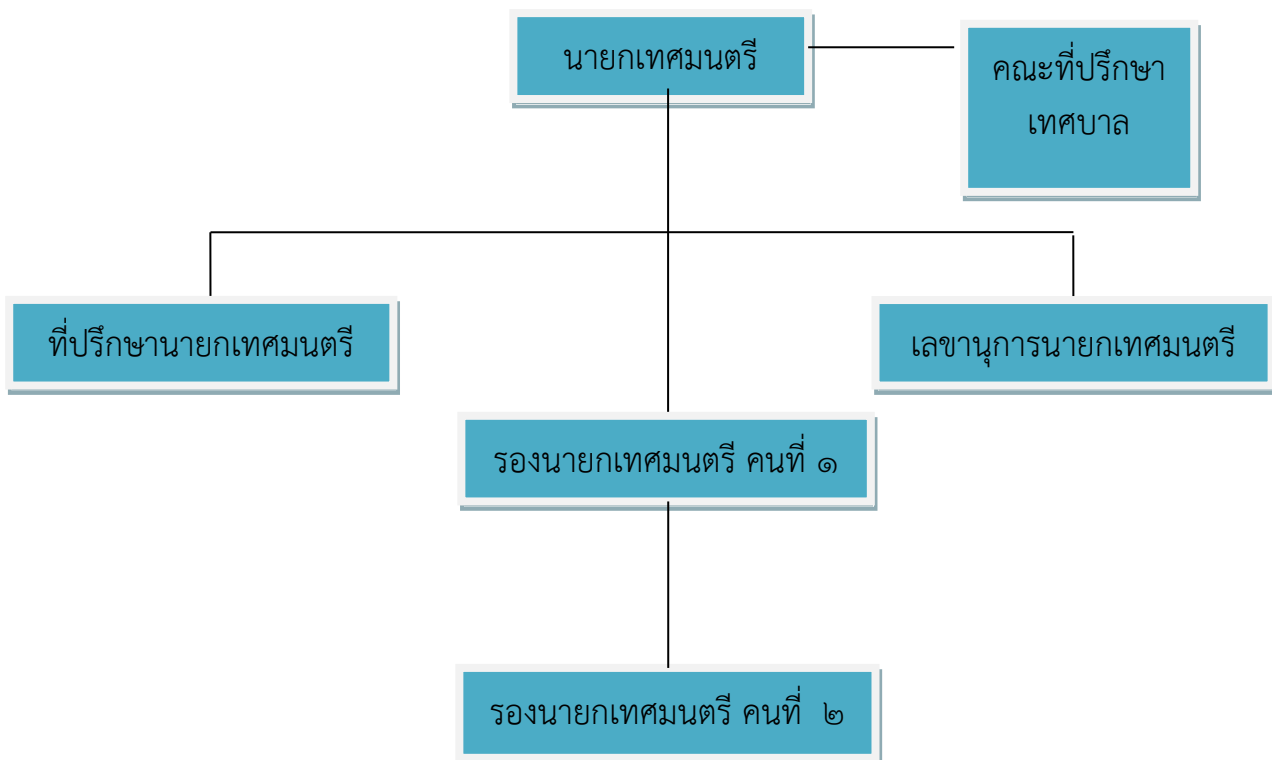 นายกเทศมนตรี
คณะที่ปรึกษา
เทศบาล
ที่ปรึกษานายกเทศมนตรี
เลขานุการนายกเทศมนตรี
รองนายกเทศมนตรี คนที่ ๑
รองนายกเทศมนตรี คนที่ ๒